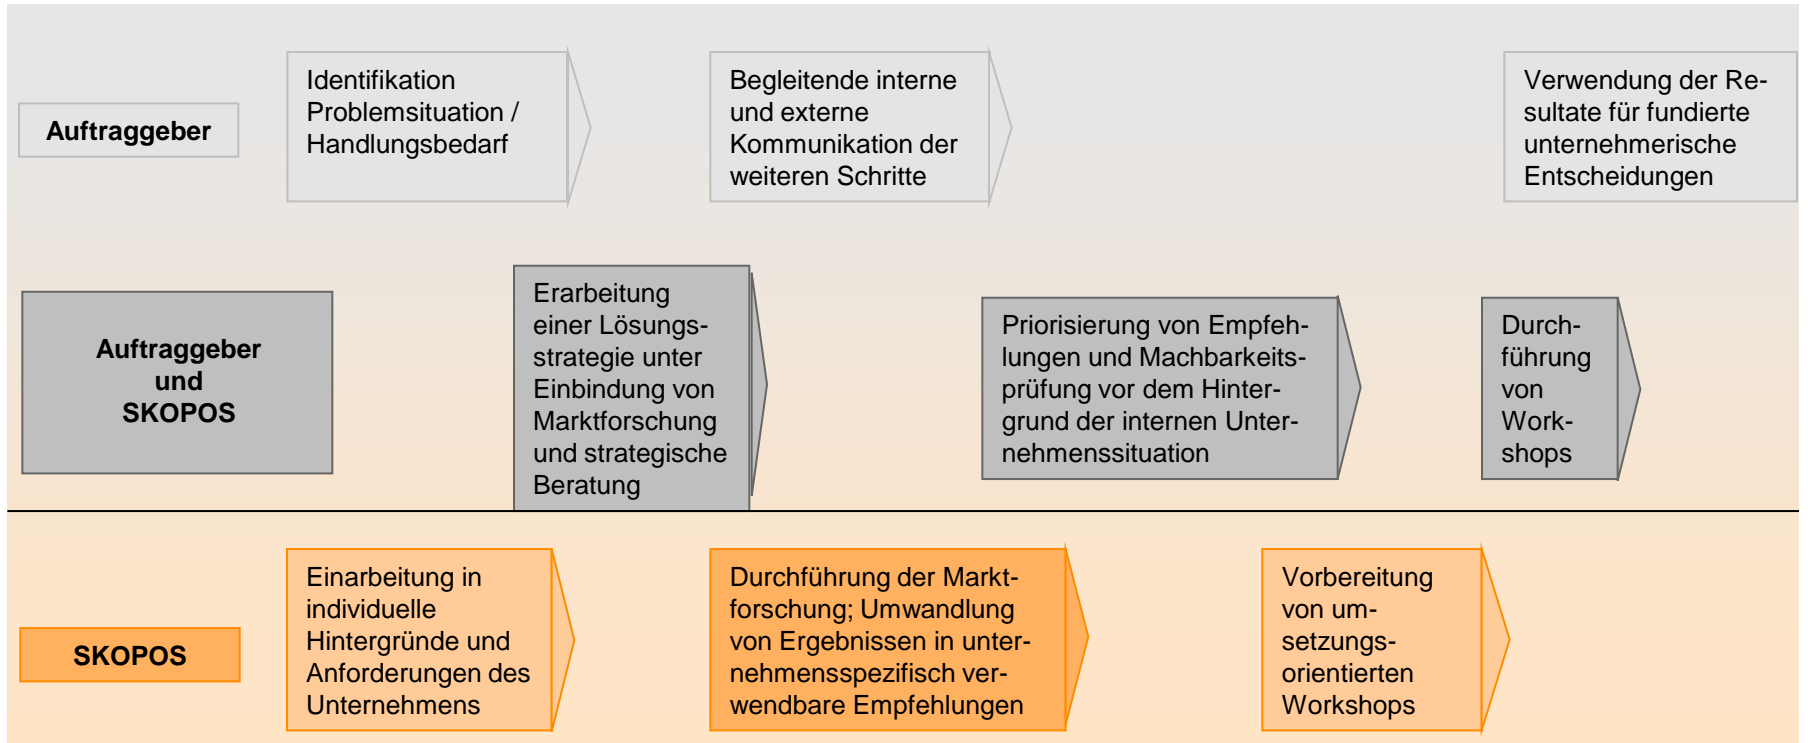 Auftraggeber
Identifikation
Problemsituation /
Handlungsbedarf
Begleitende interne
und externe
Kommunikation der
weiteren Schritte
Verwendung der Re-
sultate für fundierte
unternehmerische
Entscheidungen
Auftraggeber
und
SKOPOS
Erarbeitung
einer Lösungs-
strategie unter
Einbindung von
Marktforschung
und strategische
Beratung
Priorisierung von Empfeh-
lungen und Machbarkeits-
prüfung vor dem Hinter-
grund der internen Unter-
nehmenssituation
Durch-
führung
von
Work-
shops
SKOPOS
Einarbeitung in
individuelle
Hintergründe und
Anforderungen des
Unternehmens
Durchführung der Markt-
forschung; Umwandlung
von Ergebnissen in unter-
nehmensspezifisch ver-
wendbare Empfehlungen
Vorbereitung
von um-
setzungs-
orientierten
Workshops